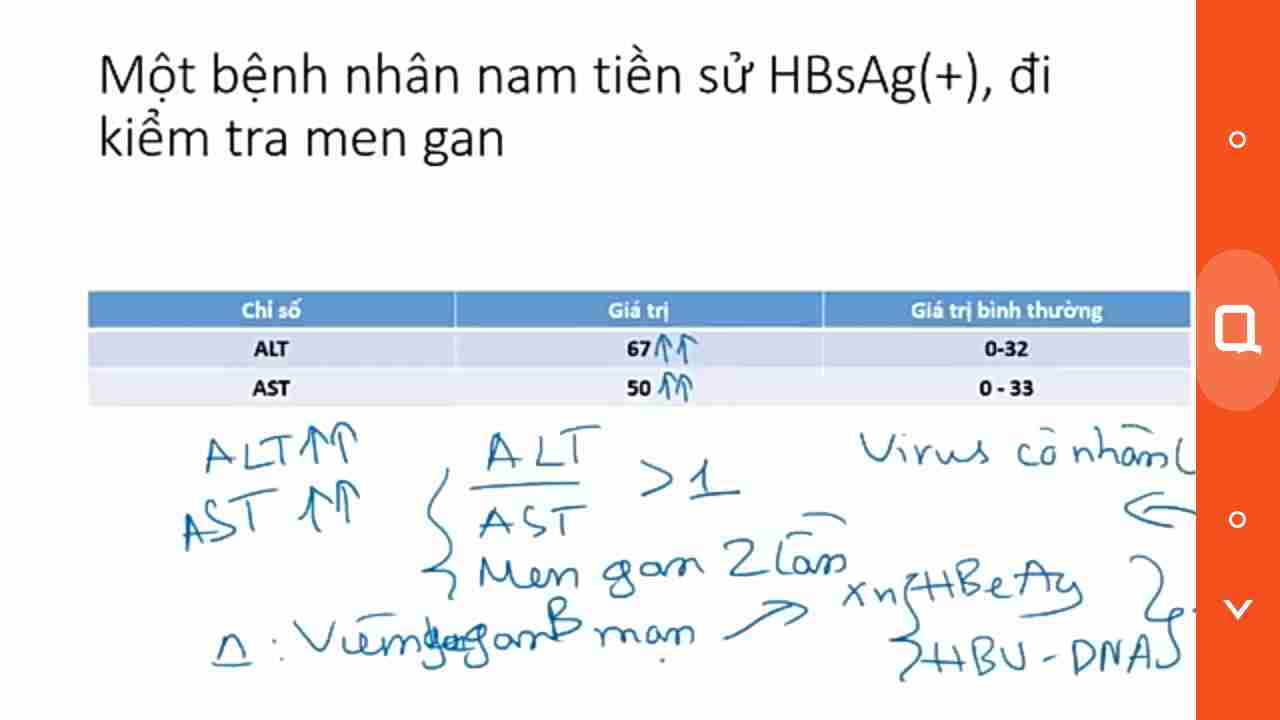 Một bệnh nhân nam tiền sử HBsAg(+), đi
kiểm tra men gan
Chỉ số Giá trị Giá trị bình thường
ALT 67↑↑ 0-32
AST 50↑↑ 0 - 33
ALT↑↑
AST ↑↑
ALT
AST
>1
Men gan 2 lần
Virus có nhân
←
Δ: Viêm gan B mạn → xn { HBeAg
HBV - DNA }